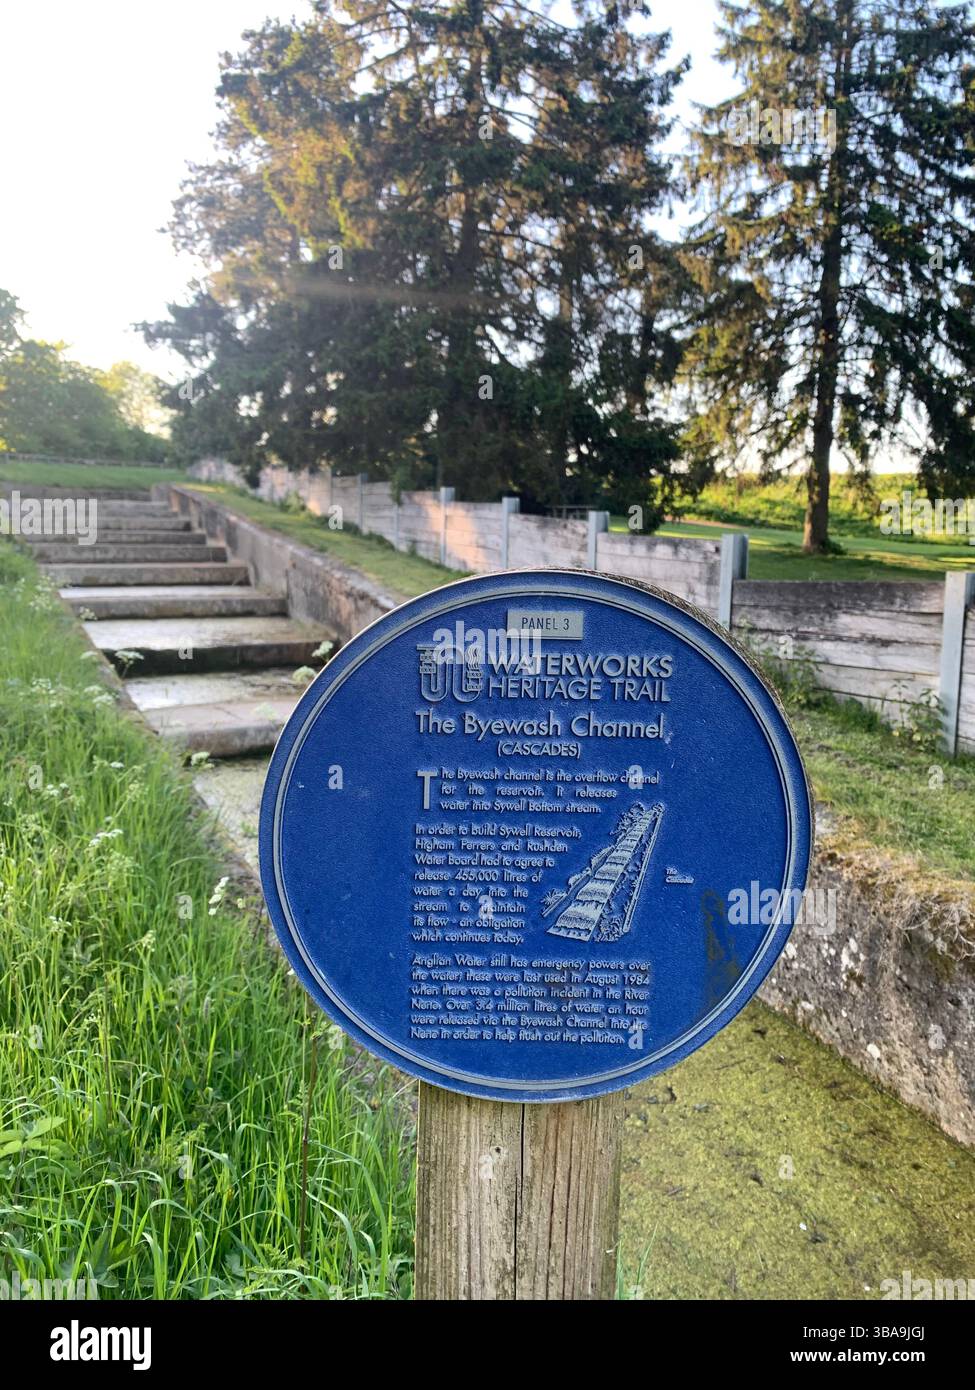 PANEL 3
WATERWORKS
HERITAGE TRAIL
The Byewash Channel
(CASCADES)
The Byewash channel is the overflow channel
for the reservoir. It releases
water into Sywell Bottom stream.
In order to build Sywell Reservoir,
Higham Ferrers and Rushden
Water Board had to agree to
release 455,000 litres of
water a day into the
stream to maintain
its flow - an obligation
which continues today.
The
Cascades
Anglian Water still has emergency powers over
the water; these were last used in August 1984
when there was a pollution incident in the River
Nene. Over 3.4 million litres of water an hour
were released via the Byewash Channel into the
Nene in order to help flush out the pollution.
alamy
Image ID: 3BA9JGJ
www.alamy.com